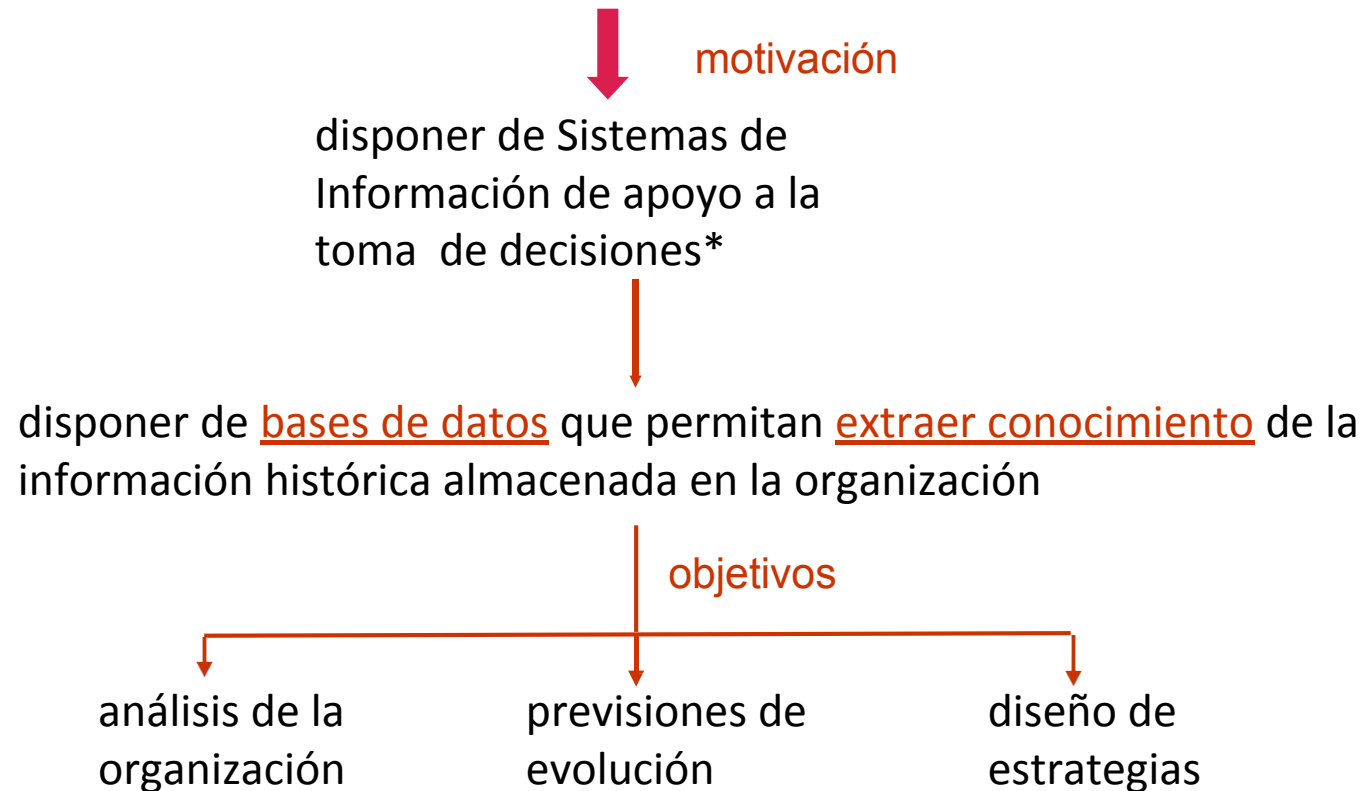 motivación
disponer de Sistemas de
Información de apoyo a la
toma de decisiones*
disponer de bases de datos que permitan extraer conocimiento de la
información histórica almacenada en la organización
objetivos
análisis de la
organización
previsiones de
evolución
diseño de
estrategias